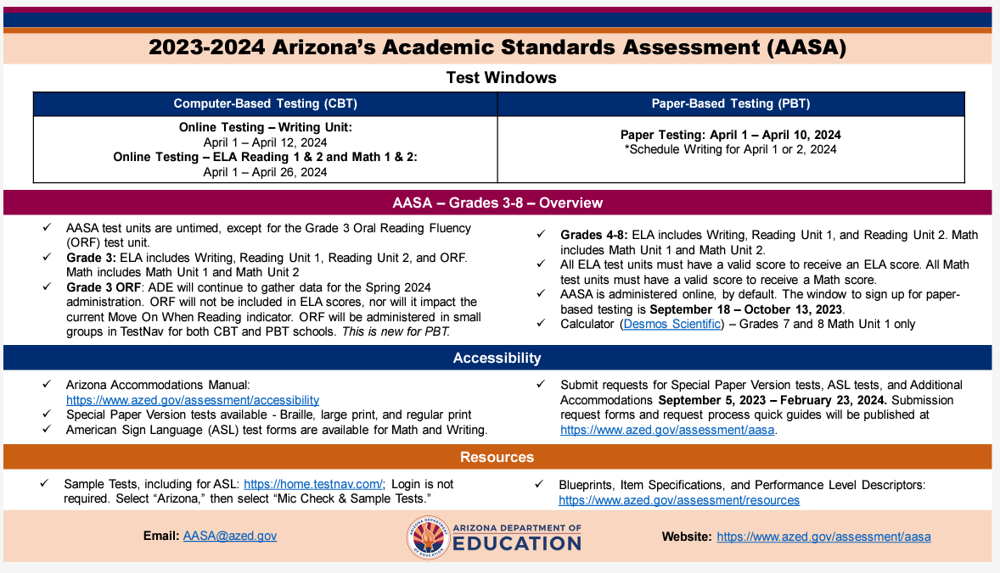 2023-2024 Arizona’s Academic Standards Assessment (AASA)
Test Windows
Computer-Based Testing (CBT)
Paper-Based Testing (PBT)
Online Testing – Writing Unit:
April 1 – April 12, 2024
Online Testing – ELA Reading 1 & 2 and Math 1 & 2:
April 1 – April 26, 2024
Paper Testing: April 1 – April 10, 2024
*Schedule Writing for April 1 or 2, 2024
AASA – Grades 3-8 – Overview
✓ AASA test units are untimed, except for the Grade 3 Oral Reading Fluency
(ORF) test unit.
✓ Grade 3: ELA includes Writing, Reading Unit 1, Reading Unit 2, and ORF.
Math includes Math Unit 1 and Math Unit 2
✓ Grade 3 ORF: ADE will continue to gather data for the Spring 2024
administration. ORF will not be included in ELA scores, nor will it impact the
current Move On When Reading indicator. ORF will be administered in small
groups in TestNav for both CBT and PBT schools. This is new for PBT.
✓ Grades 4-8: ELA includes Writing, Reading Unit 1, and Reading Unit 2. Math
includes Math Unit 1 and Math Unit 2.
✓ All ELA test units must have a valid score to receive an ELA score. All Math
test units must have a valid score to receive a Math score.
✓ AASA is administered online, by default. The window to sign up for paper-
based testing is September 18 – October 13, 2023.
✓ Calculator (Desmos Scientific) – Grades 7 and 8 Math Unit 1 only
Accessibility
✓ Arizona Accommodations Manual:
https://www.azed.gov/assessment/accessibility
✓ Special Paper Version tests available - Braille, large print, and regular print
✓ American Sign Language (ASL) test forms are available for Math and Writing.
✓ Submit requests for Special Paper Version tests, ASL tests, and Additional
Accommodations September 5, 2023 – February 23, 2024. Submission
request forms and request process quick guides will be published at
https://www.azed.gov/assessment/aasa.
Resources
✓ Sample Tests, including for ASL: https://home.testnav.com/; Login is not
required. Select “Arizona,” then select “Mic Check & Sample Tests.”
✓ Blueprints, Item Specifications, and Performance Level Descriptors:
https://www.azed.gov/assessment/resources
Email: AASA@azed.gov
ARIZONA DEPARTMENT
OF EDUCATION
ARIZONA DEPARTMENT OF
EDUCATION
Website: https://www.azed.gov/assessment/aasa